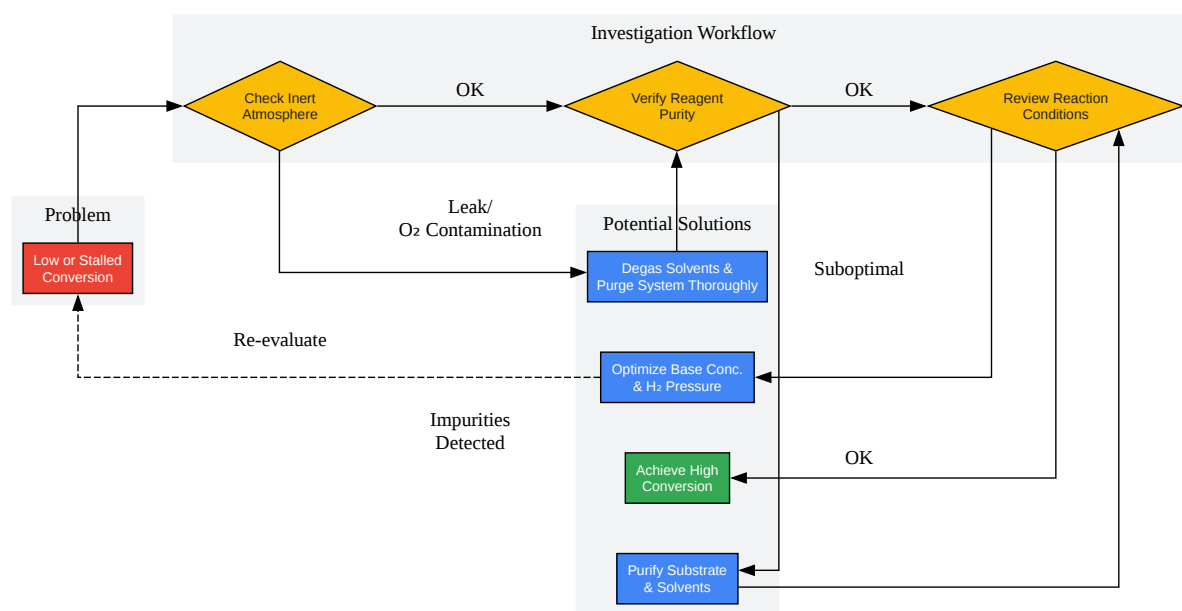 Investigation Workflow
Check Inert
Atmosphere
OK
Verify Reagent
Purity
OK
Review Reaction
Conditions
Problem
Low or Stalled
Conversion
Leak/
O₂ Contamination
Potential Solutions
Degas Solvents &
Purge System Thoroughly
Suboptimal
Re-evaluate
Optimize Base Conc.
& H₂ Pressure
Impurities
Detected
Achieve High
Conversion
OK
Purify Substrate
& Solvents